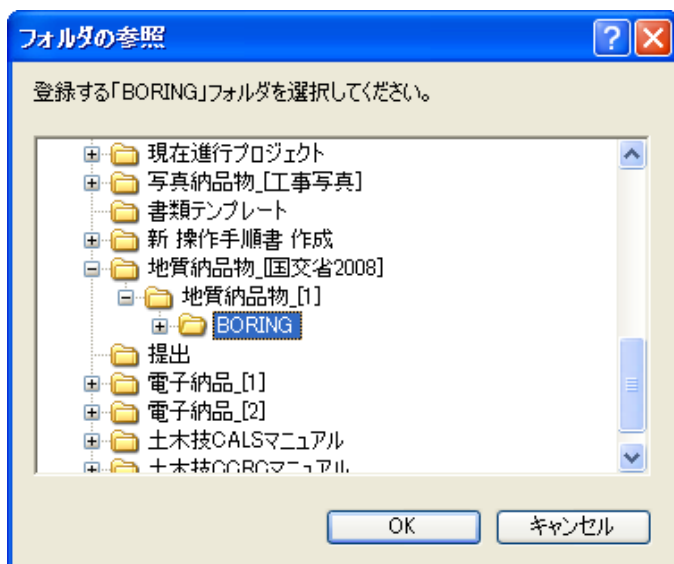 フォルダの参照
登録する「BORING」フォルダを選択してください。
現在進行プロジェクト
写真納品物_[工事写真]
書類テンプレート
新 操作手順書 作成
地質納品物_[国交省2008]
地質納品物_[1]
BORING
提出
電子納品_[1]
電子納品_[2]
土木技CALSマニュアル
OK
キャンセル